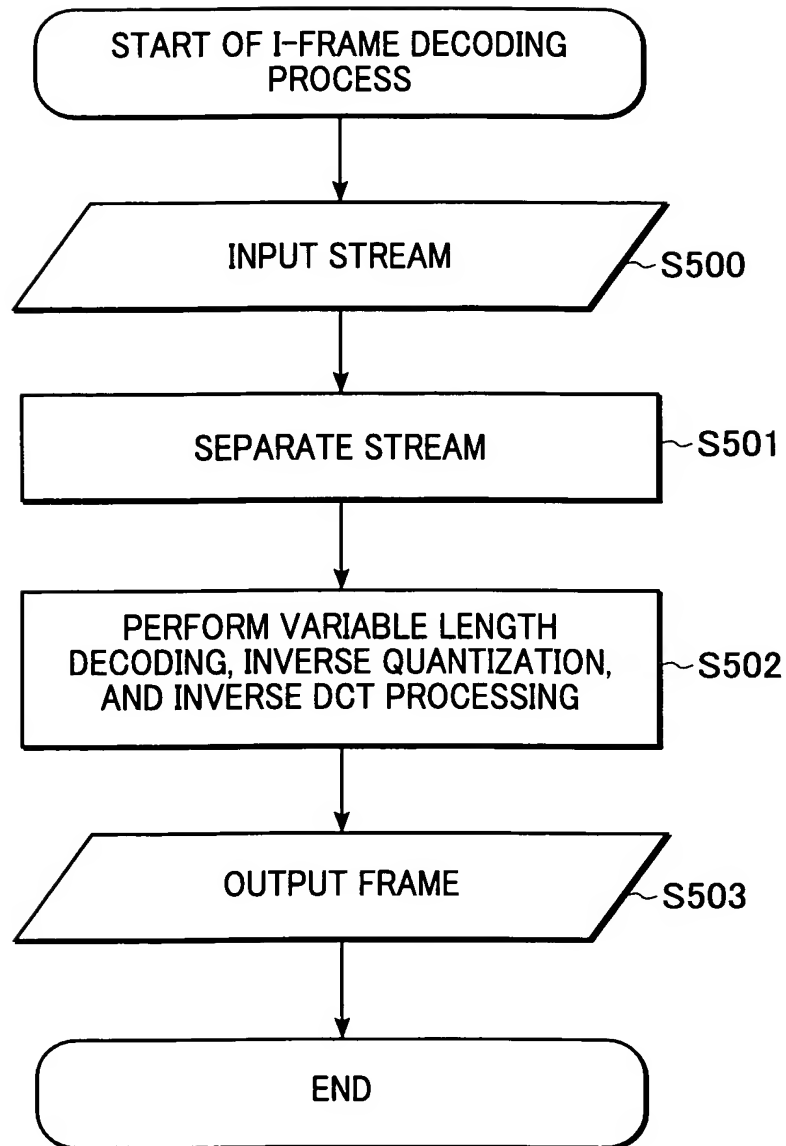 START OF I-FRAME DECODING
PROCESS
INPUT STREAM
S500
SEPARATE STREAM
S501
PERFORM VARIABLE LENGTH
DECODING, INVERSE QUANTIZATION,
AND INVERSE DCT PROCESSING
S502
OUTPUT FRAME
S503
END